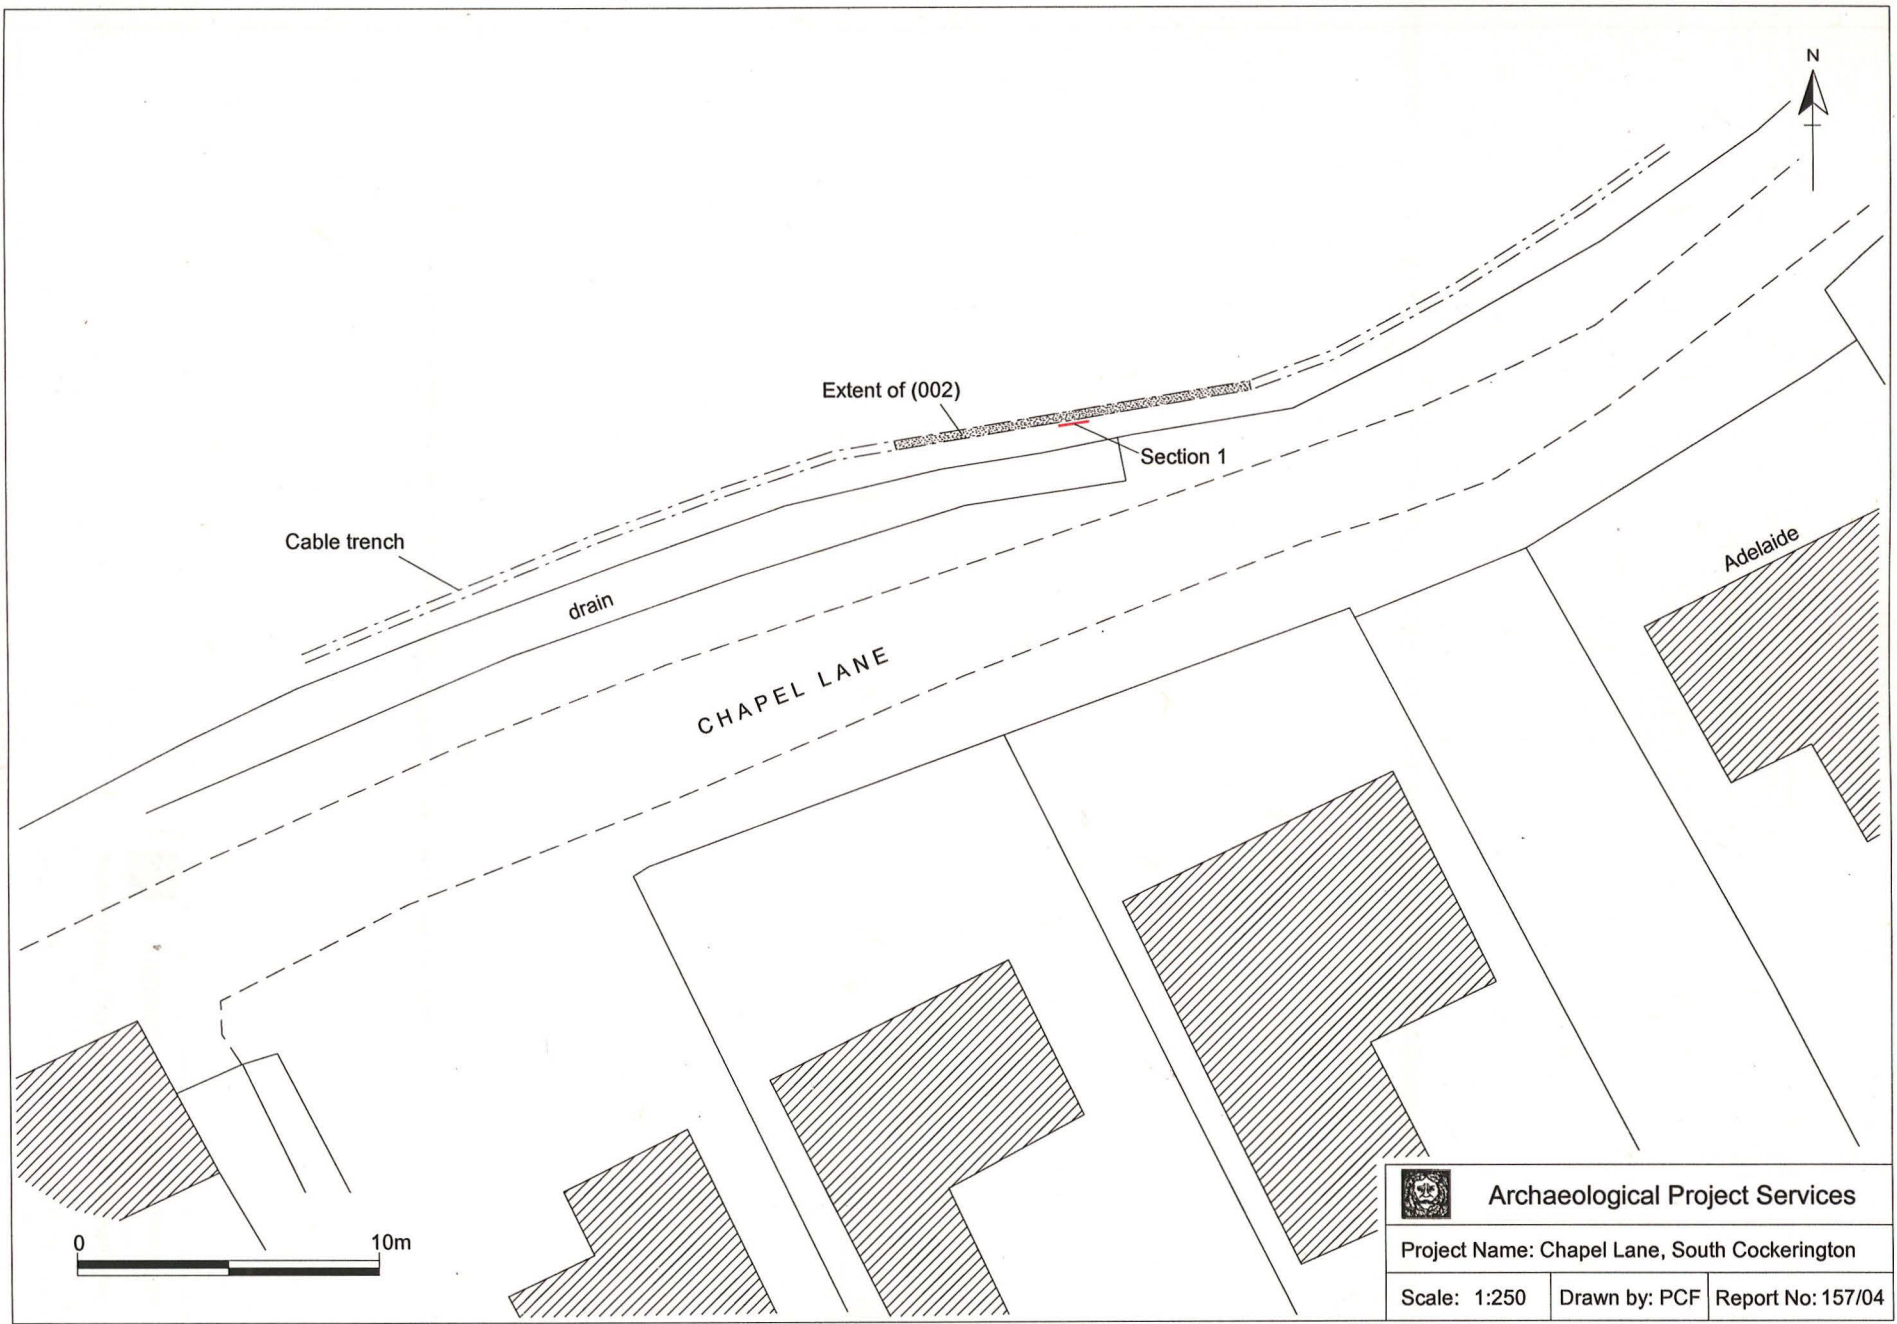 N
Extent of (002)
Section 1
Cable trench
Adelaide
drain
CHAPEL LANE
0 10m
Archaeological Project Services
Project Name: Chapel Lane, South Cockerington
Scale: 1:250 Drawn by: PCF Report No: 157/04